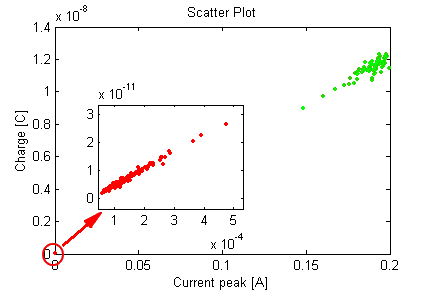 Scatter Plot
x 10^-8
1.4
1.2
1
0.8
0.6
0.4
0.2
0
Charge [C]
x 10^-11
3
2
1
0
1 2 3 4 5
x 10^-4
0 0.05 0.1 0.15 0.2
Current peak [A]